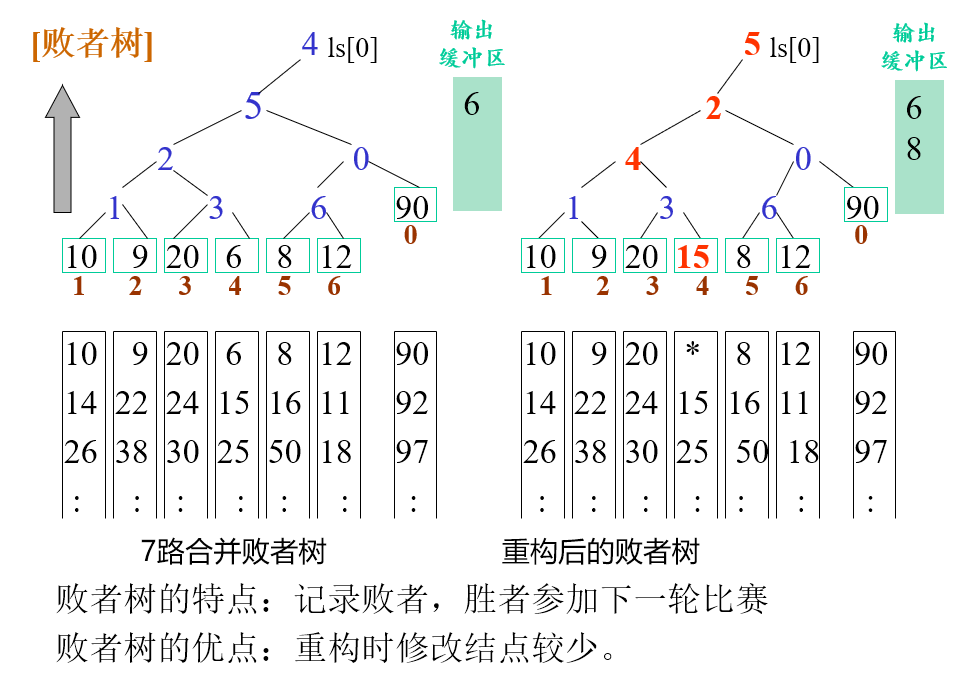 [败者树]
4 ls[0]
输出
缓冲区
6
5
2 0
1 3 6 90
0
10 9 20 6 8 12
1 2 3 4 5 6
10 9 20 6 8 12 90
14 22 24 15 16 11 92
26 38 30 25 50 18 97
: : : : : : :
7路合并败者树
5 ls[0]
输出
缓冲区
6
8
2
4 0
1 3 6 90
0
10 9 20 15 8 12
1 2 3 4 5 6
10 9 20 * 8 12 90
14 22 24 15 16 11 92
26 38 30 25 50 18 97
: : : : : : :
重构后的败者树
败者树的特点：记录败者，胜者参加下一轮比赛
败者树的优点：重构时修改结点较少。